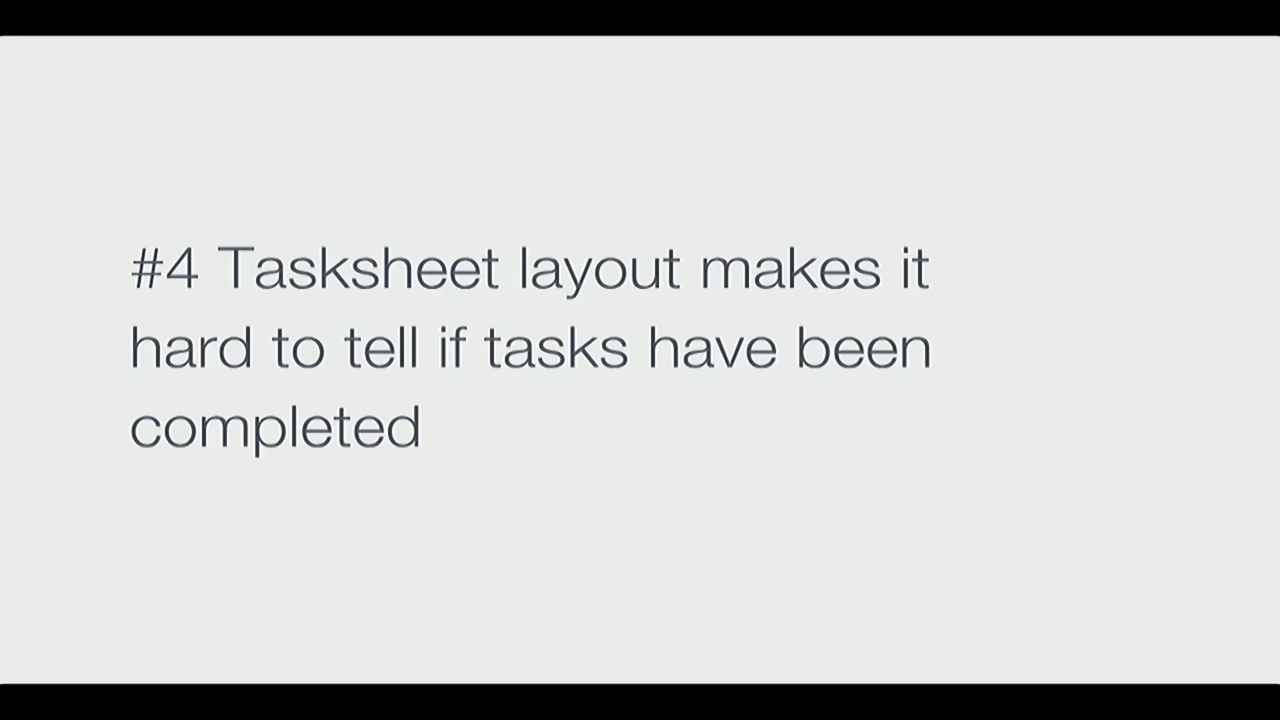 #4 Tasksheet layout makes it
hard to tell if tasks have been
completed